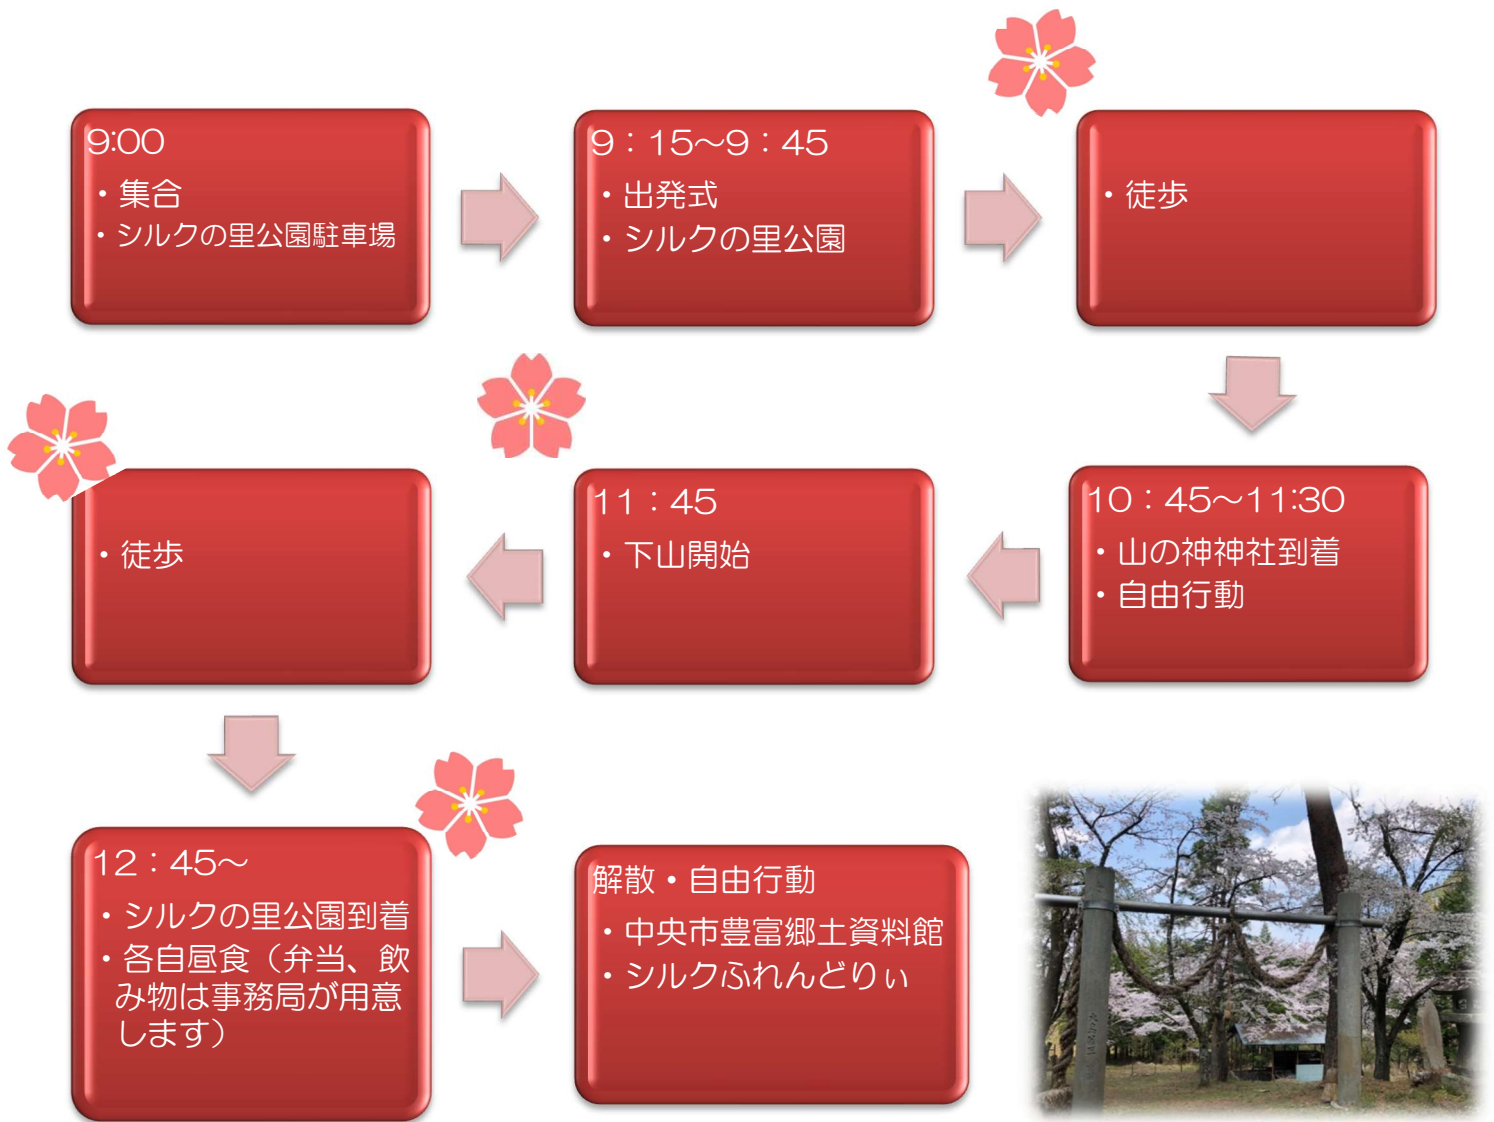 9:00
・集合
・シルクの里公園駐車場
9：15～9：45
・出発式
・シルクの里公園
・徒歩
10：45～11:30
・山の神神社到着
・自由行動
11：45
・下山開始
・徒歩
12：45～
・シルクの里公園到着
・各自昼食（弁当、飲
み物は事務局が用意
します）
解散・自由行動
・中央市豊富郷土資料館
・シルクふれんどりぃ